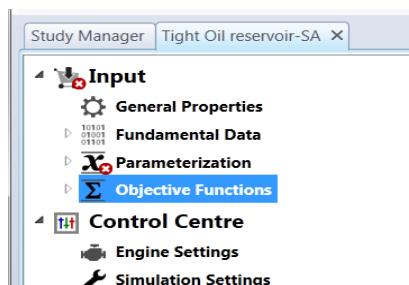 Study Manager Tight Oil reservoir-SA
Input
General Properties
10101 01001 01101 Fundamental Data
Parameterization
Σ Objective Functions
Control Centre
Engine Settings
Simulation Settings